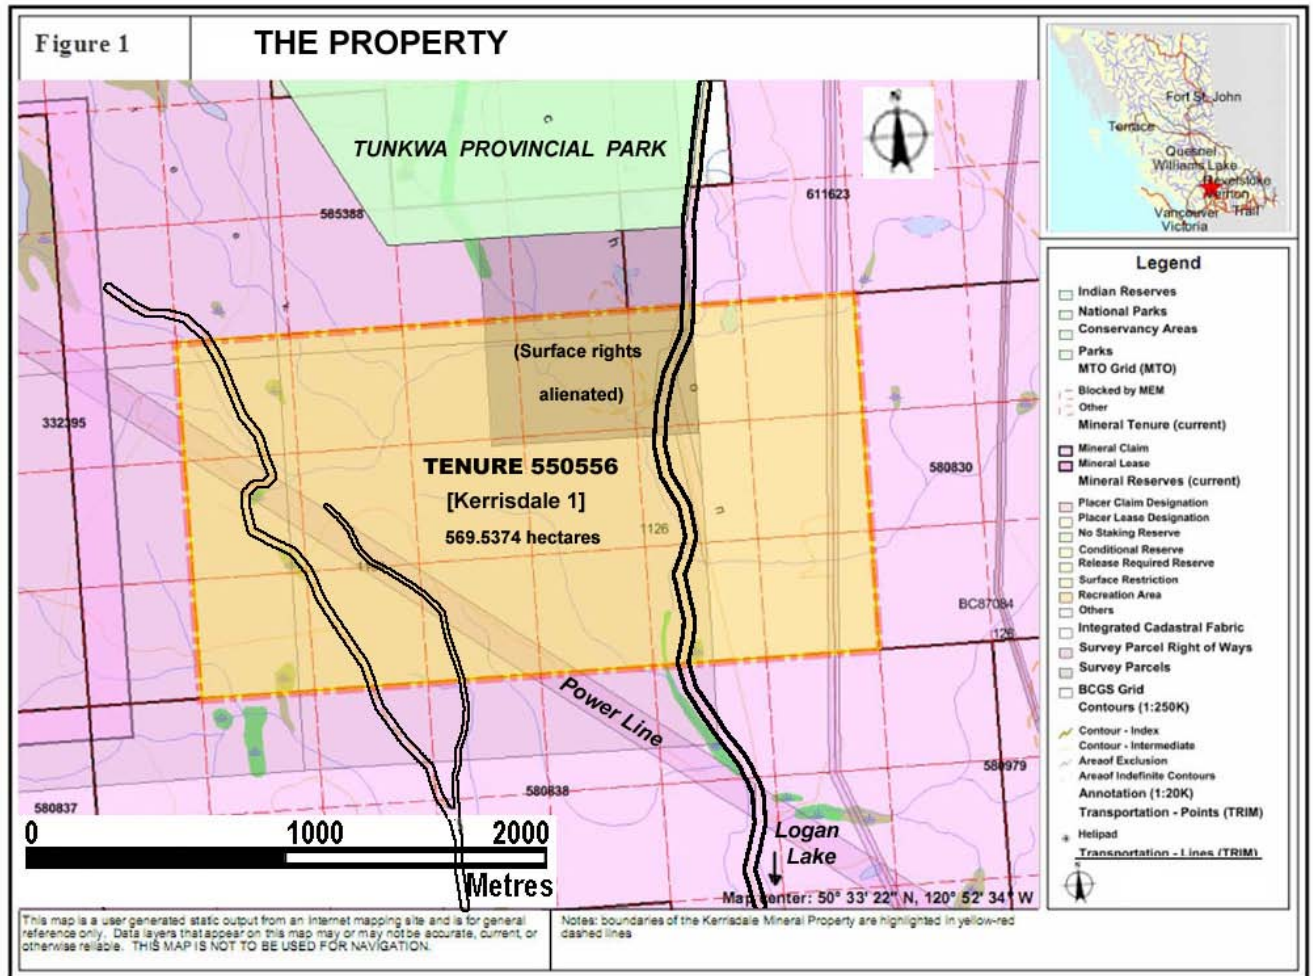 Figure 1
THE PROPERTY
TUNKWA PROVINCIAL PARK
N
585388
611623
(Surface rights
alienated)
332395
TENURE 550556
[Kerrisdale 1]
569.5374 hectares
1126
580830
BC87084
126
Power Line
580979
580838
580837
0 1000 2000
Metres
Logan
Lake
Map center: 50° 33' 22" N, 120° 52' 34" W
Fort St. John
Terrace
Quesnel
Williams Lake
Revelstoke
Vancouver
Trail
Victoria
Legend
Indian Reserves
National Parks
Conservancy Areas
Parks
MTO Grid (MTO)
Blocked by MEM
Other
Mineral Tenure (current)
Mineral Claim
Mineral Lease
Mineral Reserves (current)
Placer Claim Designation
Placer Lease Designation
No Staking Reserve
Conditional Reserve
Release Required Reserve
Surface Restriction
Recreation Area
Others
Integrated Cadastral Fabric
Survey Parcel Right of Ways
Survey Parcels
BCGS Grid
Contours (1:250K)
Contour - Index
Contour - Intermediate
Areaof Exclusion
Areaof Indefinite Contours
Annotation (1:20K)
Transportation - Points (TRIM)
Helipad
Transportation - Lines (TRIM)
This map is a user generated static output from an Internet mapping site and is for general
reference only. Data layers that appear on this map may or may not be accurate, current, or
otherwise reliable. THIS MAP IS NOT TO BE USED FOR NAVIGATION.
Notes: boundaries of the Kerrisdale Mineral Property are highlighted in yellow-red
dashed lines